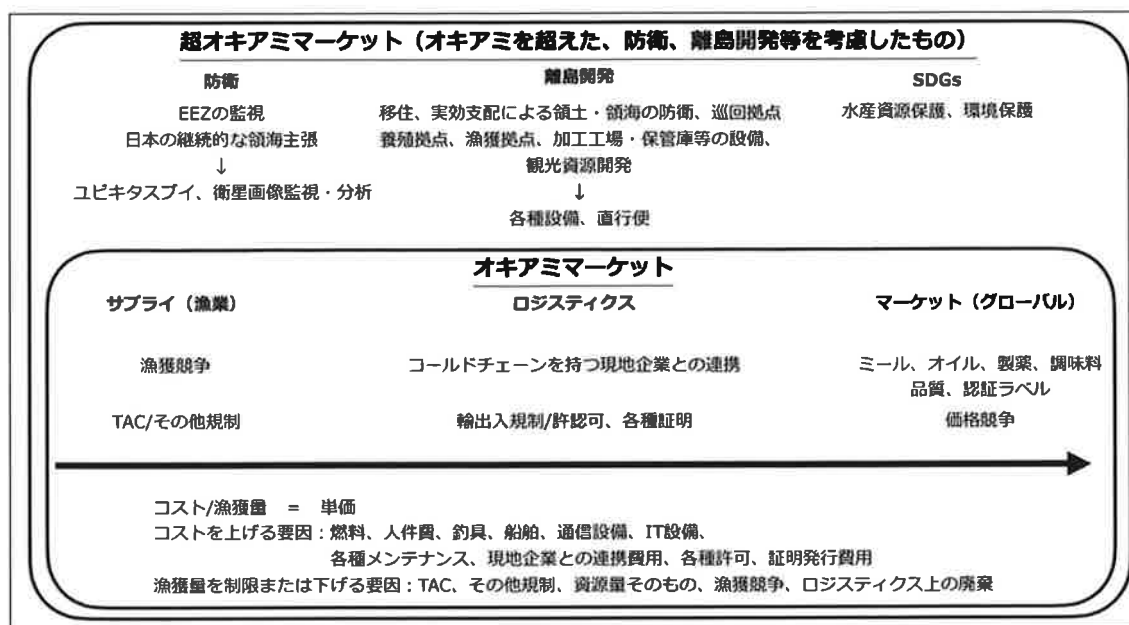 超オキアミマーケット（オキアミを超えた、防衛、離島開発等を考慮したもの）
防衛
EEZの監視
日本の継続的な領海主張
↓
ユピキタスブイ、衛星画像監視・分析
離島開発
移住、実効支配による領土・領海の防衛、巡回拠点
養殖拠点、漁獲拠点、加工工場・保管庫等の設備、
観光資源開発
↓
各種設備、直行便
SDGs
水産資源保護、環境保護
オキアミマーケット
サプライ（漁業）
漁獲競争
TAC/その他規制
ロジスティクス
コールドチェーンを持つ現地企業との連携
輸出入規制/許認可、各種証明
マーケット（グローバル）
ミール、オイル、製薬、調味料
品質、認証ラベル
価格競争
コスト/漁獲量 = 単価
コストを上げる要因：燃料、人件費、釣具、船舶、通信設備、IT設備、
各種メンテナンス、現地企業との連携費用、各種許可、証明発行費用
漁獲量を制限または下げる要因：TAC、その他規制、資源量そのもの、漁獲競争、ロジスティクス上の廃棄